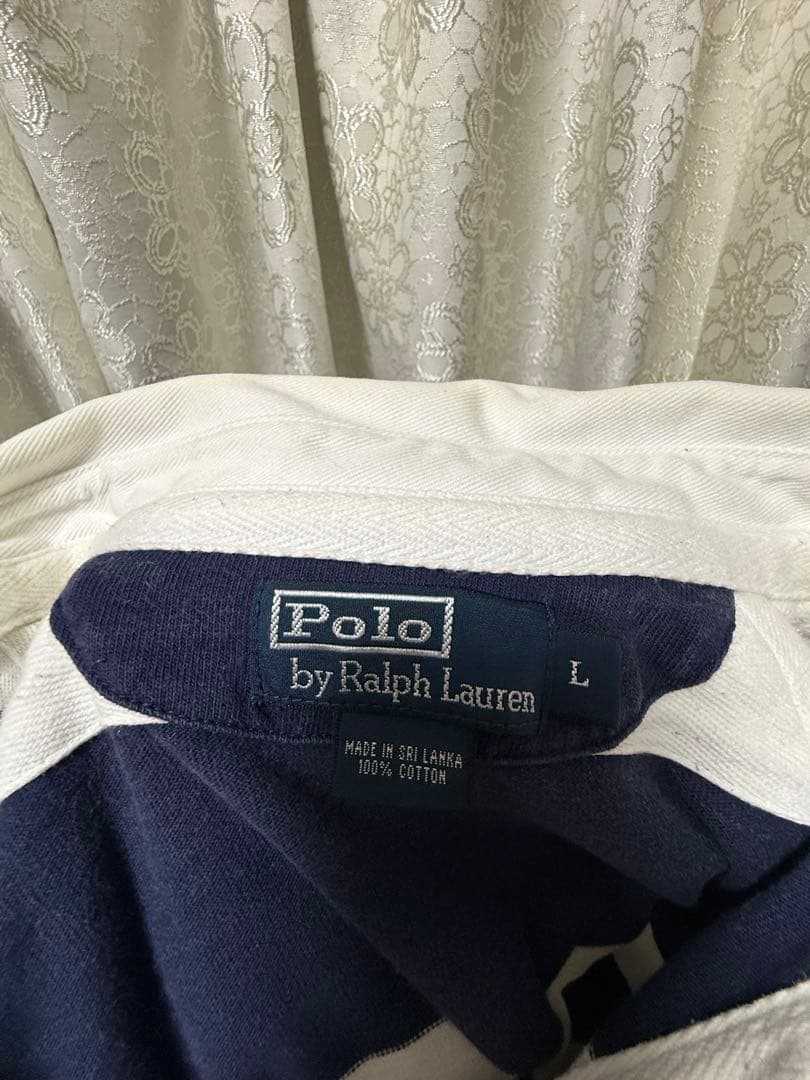 Polo
by Ralph Lauren
L
MADE IN SRI LANKA
100% COTTON